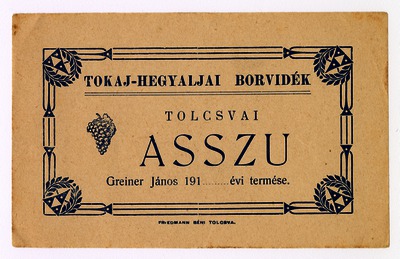 TOKAJ-HEGYALJAI BORVIDÉK
TOLCSVAI
ASSZU
Greiner János 191.........évi termése.
FRIEDMANN BÉNI TOLCSVA.